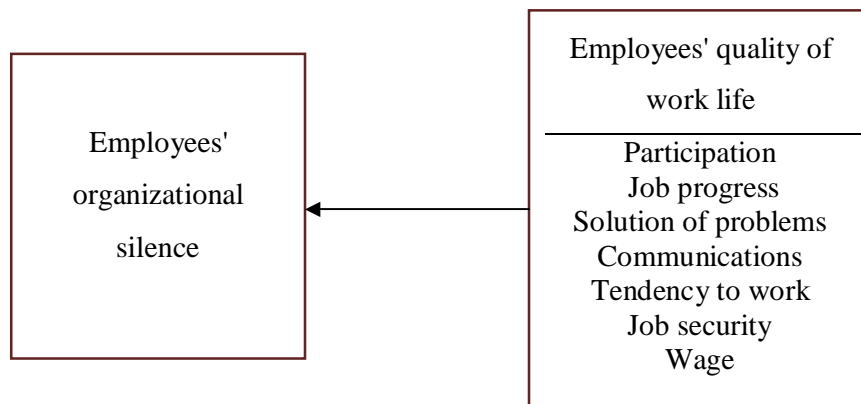 Employees'
organizational
silence
Employees' quality of
work life
Participation
Job progress
Solution of problems
Communications
Tendency to work
Job security
Wage